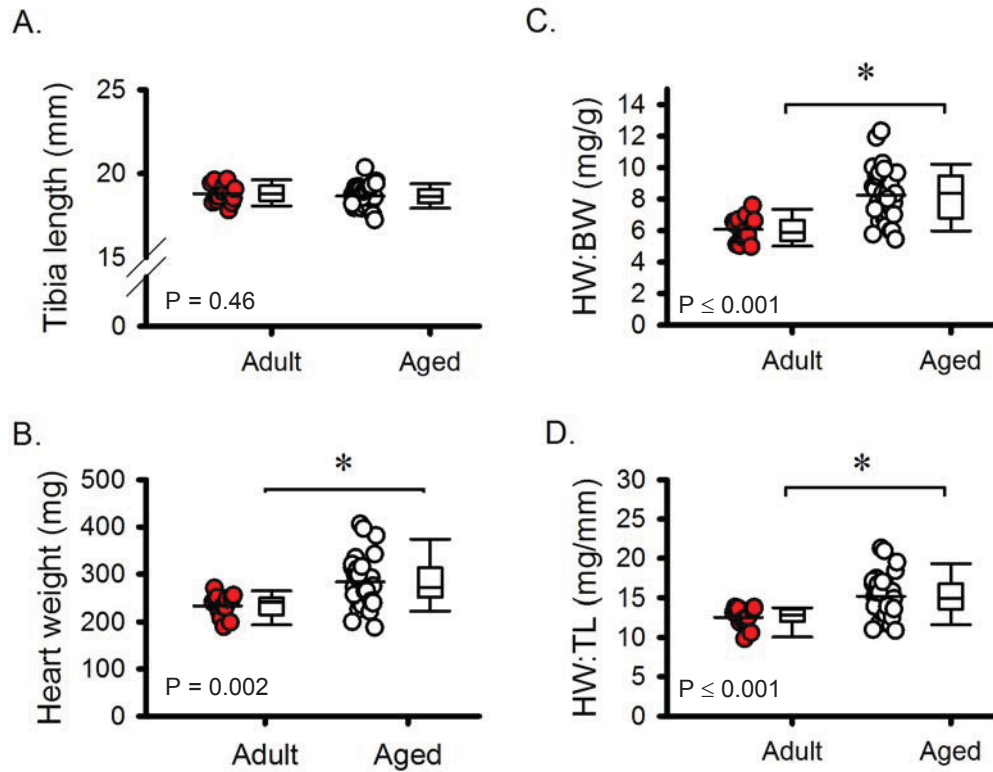 A.
Tibia length (mm)
25
20
15
0
P = 0.46
Adult Aged
B.
Heart weight (mg)
500
400
300
200
100
0
*
P = 0.002
Adult Aged
C.
HW:BW (mg/g)
14
12
10
8
6
4
2
0
*
P ≤ 0.001
Adult Aged
D.
HW:TL (mg/mm)
30
25
20
15
10
5
0
*
P ≤ 0.001
Adult Aged